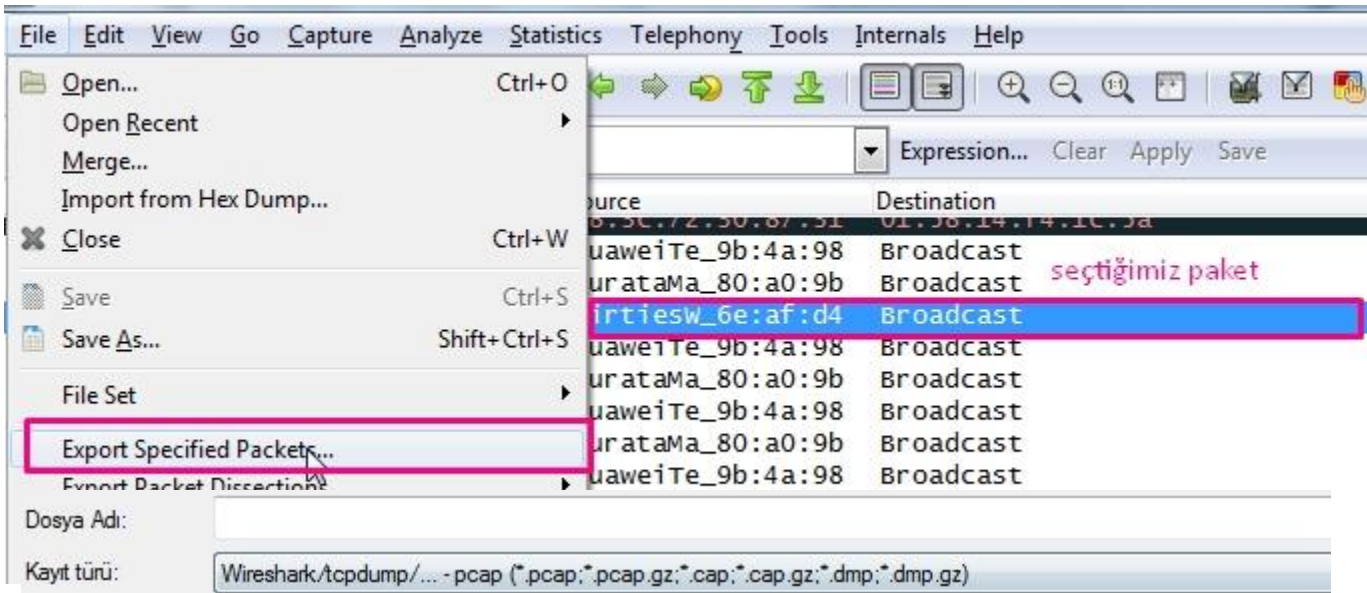 File Edit View Go Capture Analyze Statistics Telephony Tools Internals Help
Open... Ctrl+O
Open Recent
Merge...
Import from Hex Dump...
Close Ctrl+W
Save Ctrl+S
Save As... Shift+Ctrl+S
File Set
Export Specified Packets...
Export Packet Dissections
Expression... Clear Apply Save
ource Destination
uaweiTe_9b:4a:98 Broadcast
urataMa_80:a0:9b Broadcast
seçtiğimiz paket
irtiesW_6e:af:d4 Broadcast
uaweiTe_9b:4a:98 Broadcast
urataMa_80:a0:9b Broadcast
uaweiTe_9b:4a:98 Broadcast
urataMa_80:a0:9b Broadcast
uaweiTe_9b:4a:98 Broadcast
Dosya Adı:
Kayıt türü: Wireshark/tcpdump/... - pcap (*.pcap;*.pcap.gz;*.cap;*.cap.gz;*.dmp;*.dmp.gz)